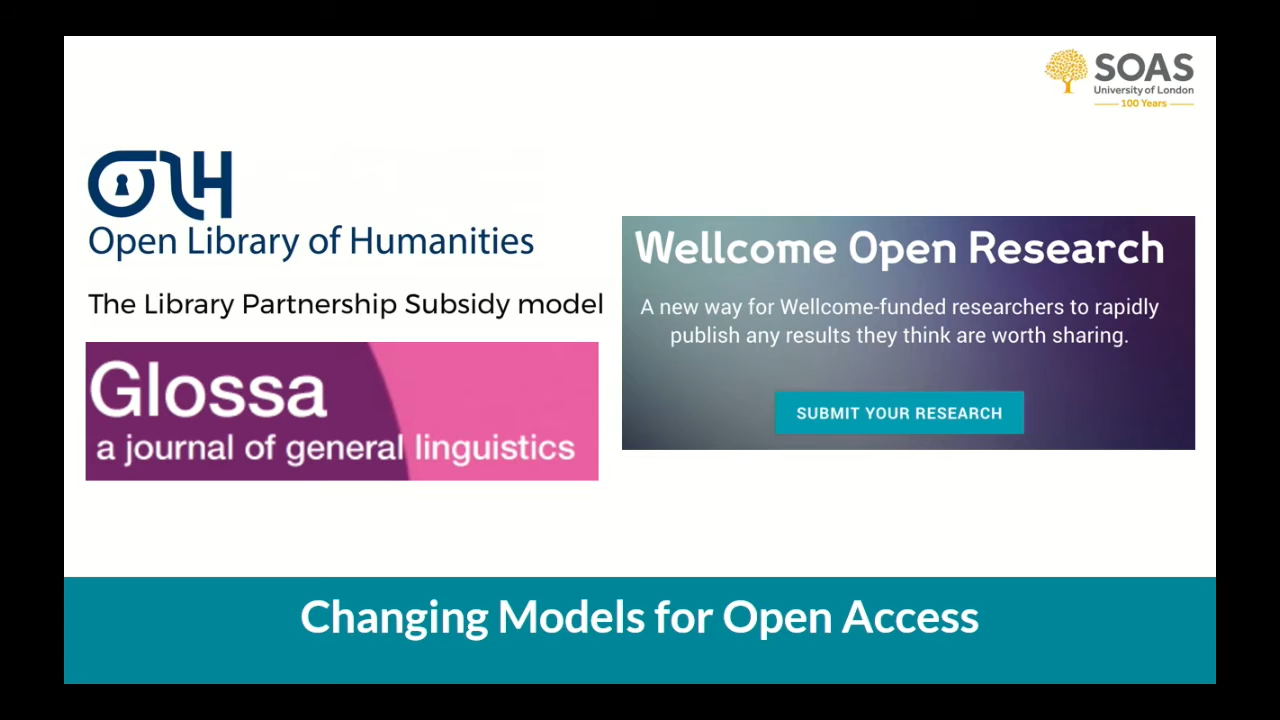 SOAS
University of London
100 Years
OLH
Open Library of Humanities
The Library Partnership Subsidy model
Glossa
a journal of general linguistics
Wellcome Open Research
A new way for Wellcome-funded researchers to rapidly
publish any results they think are worth sharing.
SUBMIT YOUR RESEARCH
Changing Models for Open Access